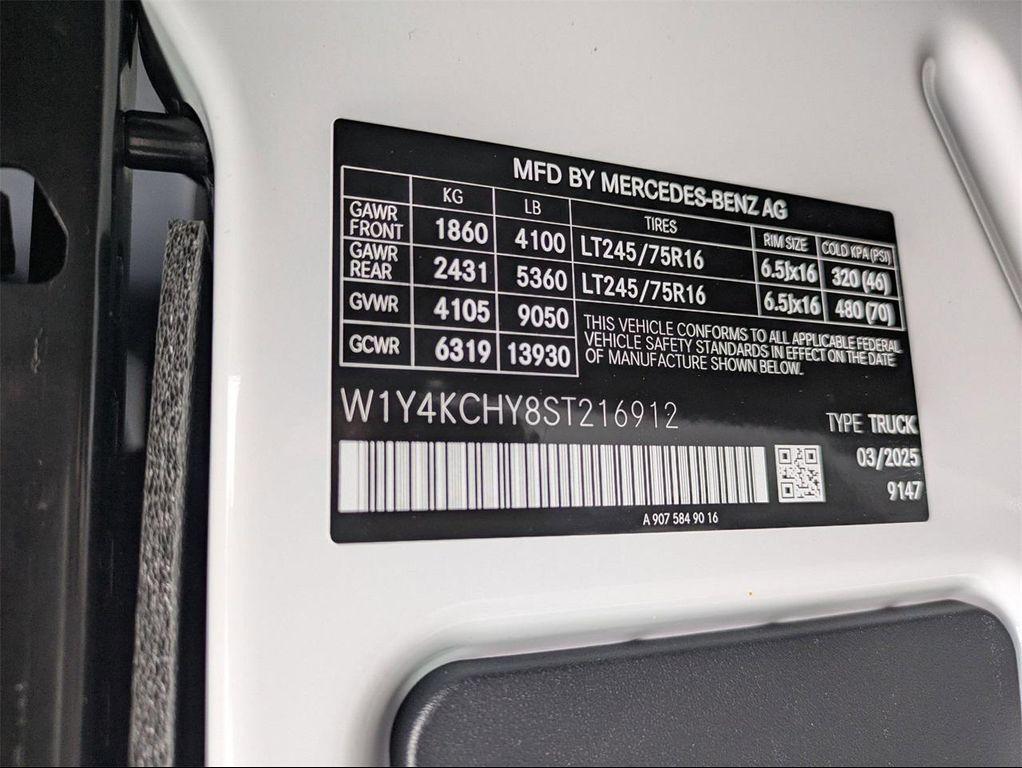 MFD BY MERCEDES-BENZ AG
KG LB TIRES RIM SIZE COLD KPA (PSI)
GAWR FRONT 1860 4100 LT245/75R16 6.5Jx16 320 (46)
GAWR REAR 2431 5360 LT245/75R16 6.5Jx16 480 (70)
GVWR 4105 9050
GCWR 6319 13930
THIS VEHICLE CONFORMS TO ALL APPLICABLE FEDERAL
VEHICLE SAFETY STANDARDS IN EFFECT ON THE DATE
OF MANUFACTURE SHOWN BELOW.
W1Y4KCHY8ST216912
TYPE TRUCK
03/2025
9147
A 907 584 90 16